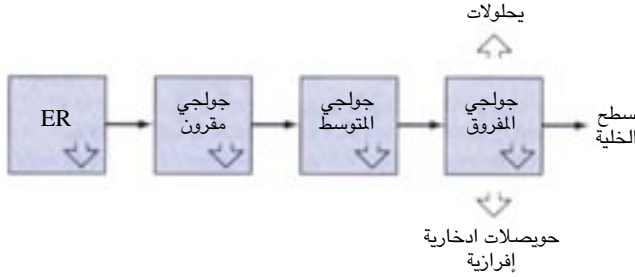 يحلولات
ER
جولجي
مقرون
جولجي
المتوسط
جولجي
المفروق
سطح
الخلية
حويصلات ادخارية
إفرازية